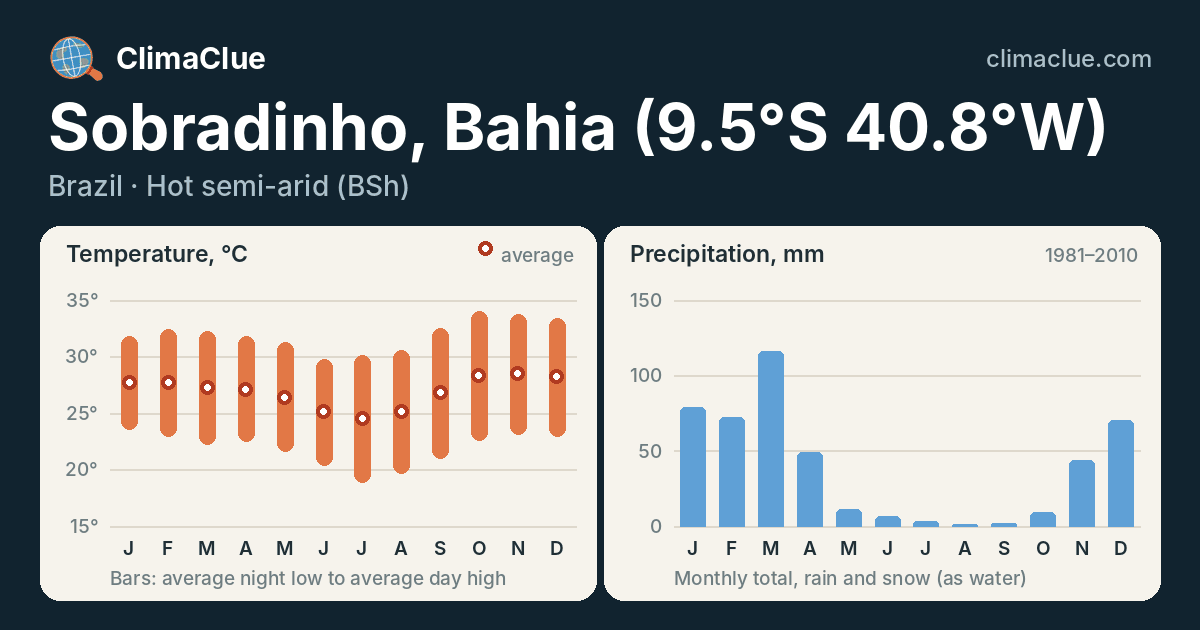 ClimaClue
climaclue.com
Sobradinho, Bahia (9.5°S 40.8°W)
Brazil · Hot semi-arid (BSh)
Temperature, °C
average
35°
30°
25°
20°
15°
J F M A M J J A S O N D
Bars: average night low to average day high
Precipitation, mm
1981–2010
150
100
50
0
J F M A M J J A S O N D
Monthly total, rain and snow (as water)